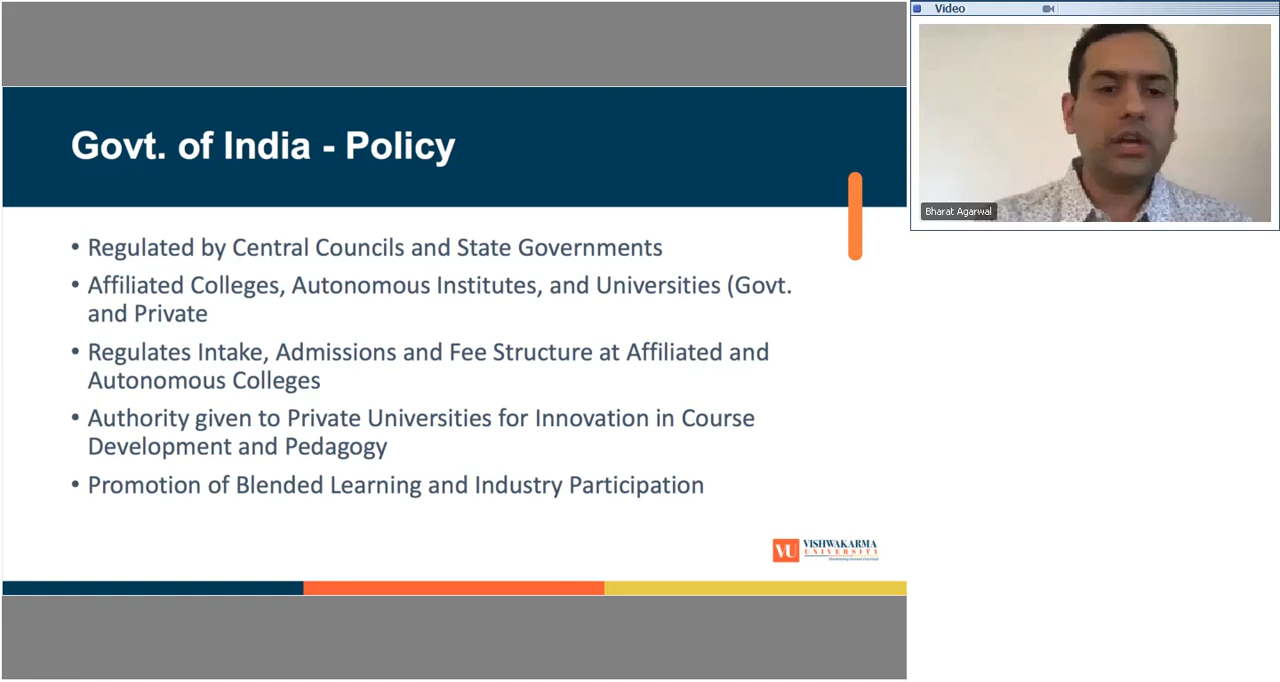 Govt. of India - Policy
• Regulated by Central Councils and State Governments
• Affiliated Colleges, Autonomous Institutes, and Universities (Govt.
and Private
• Regulates Intake, Admissions and Fee Structure at Affiliated and
Autonomous Colleges
• Authority given to Private Universities for Innovation in Course
Development and Pedagogy
• Promotion of Blended Learning and Industry Participation
VU VISHWAKARMA
UNIVERSITY
Video
Bharat Agarwal